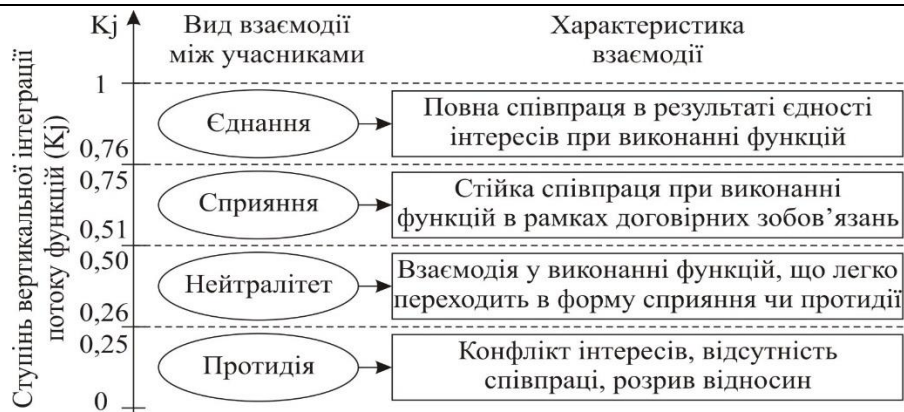 Ступінь вертикальної інтеграції
потоку функцій (Kj)
Kj
Вид взаємодії
між учасниками
Характеристика
взаємодії
1
Єднання
Повна співпраця в результаті єдності
інтересів при виконанні функцій
0,76
0,75
Сприяння
Стійка співпраця при виконанні
функцій в рамках договірних зобов’язань
0,51
0,50
Нейтралітет
Взаємодія у виконанні функцій, що легко
переходить в форму сприяння чи протидії
0,26
0,25
Протидія
Конфлікт інтересів, відсутність
співпраці, розрив відносин
0